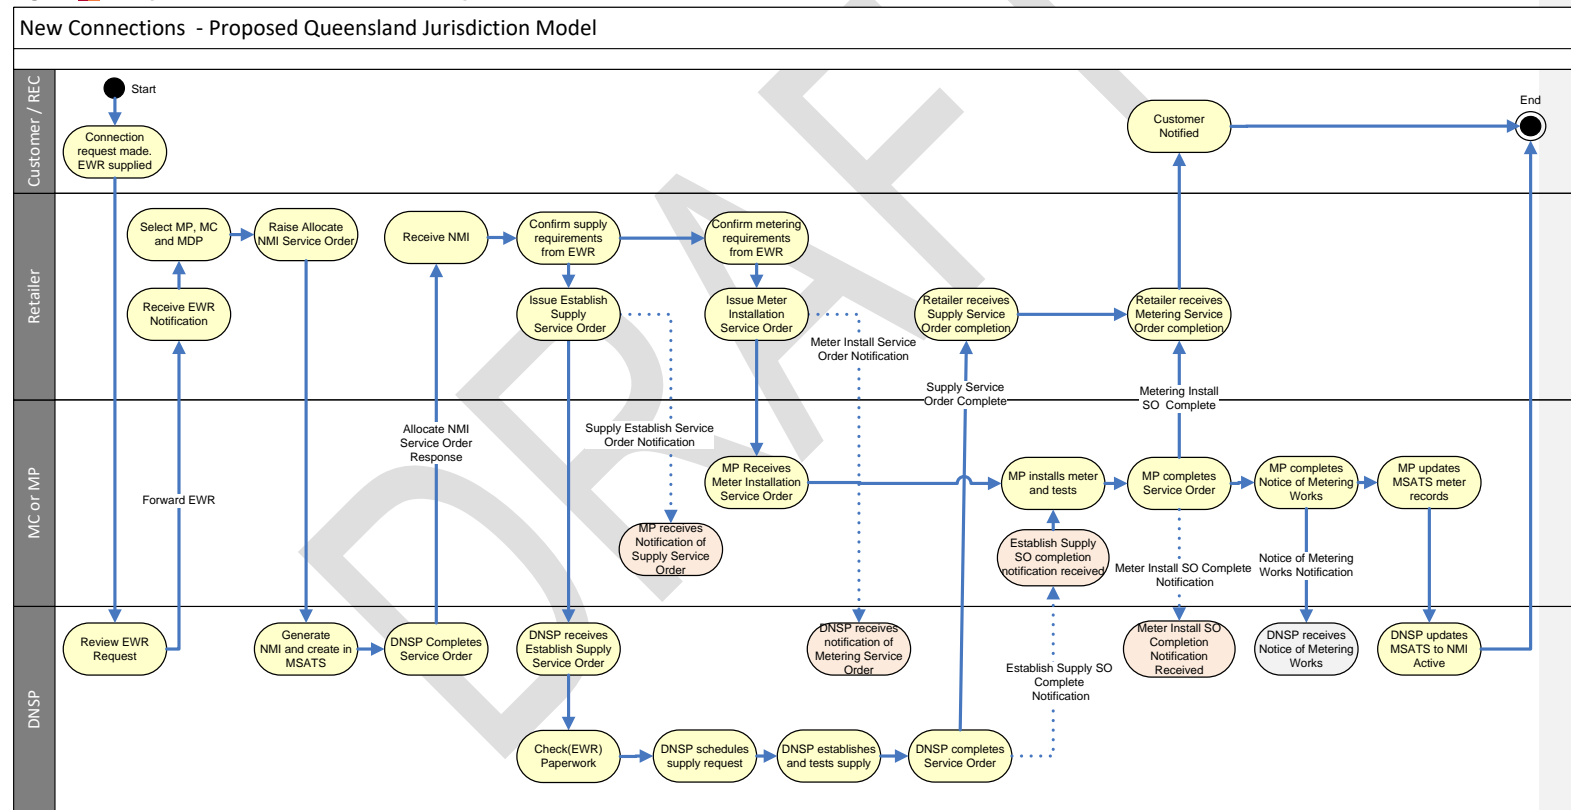 New Connections - Proposed Queensland Jurisdiction Model
Customer / REC
Start
Connection
request made.
EWR supplied
Customer
Notified
End
Retailer
Select MP, MC
and MDP
Raise Allocate
NMI Service Order
Receive NMI
Confirm supply
requirements
from EWR
Confirm metering
requirements
from EWR
Receive EWR
Notification
Issue Establish
Supply
Service Order
Issue Meter
Installation
Service Order
Retailer receives
Supply Service
Order completion
Retailer receives
Metering Service
Order completion
Meter Install Service
Order Notification
Supply Service
Order Complete
Metering Install
SO Complete
MC or MP
Forward EWR
Allocate NMI
Service Order
Response
Supply Establish Service
Order Notification
MP Receives
Meter Installation
Service Order
MP installs meter
and tests
MP completes
Service Order
MP completes
Notice of Metering
Works
MP updates
MSATS meter
records
MP receives
Notification of
Supply Service
Order
Establish Supply
SO completion
notification received
Meter Install SO Complete
Notification
Notice of Metering
Works Notification
DNSP
Review EWR
Request
Generate
NMI and create in
MSATS
DNSP Completes
Service Order
DNSP receives
Establish Supply
Service Order
DNSP receives
notification of
Metering Service
Order
Establish Supply SO
Complete
Notification
Meter Install SO
Completion
Notification
Received
DNSP receives
Notice of Metering
Works
DNSP updates
MSATS to NMI
Active
Check(EWR)
Paperwork
DNSP schedules
supply request
DNSP establishes
and tests supply
DNSP completes
Service Order
DRAFT